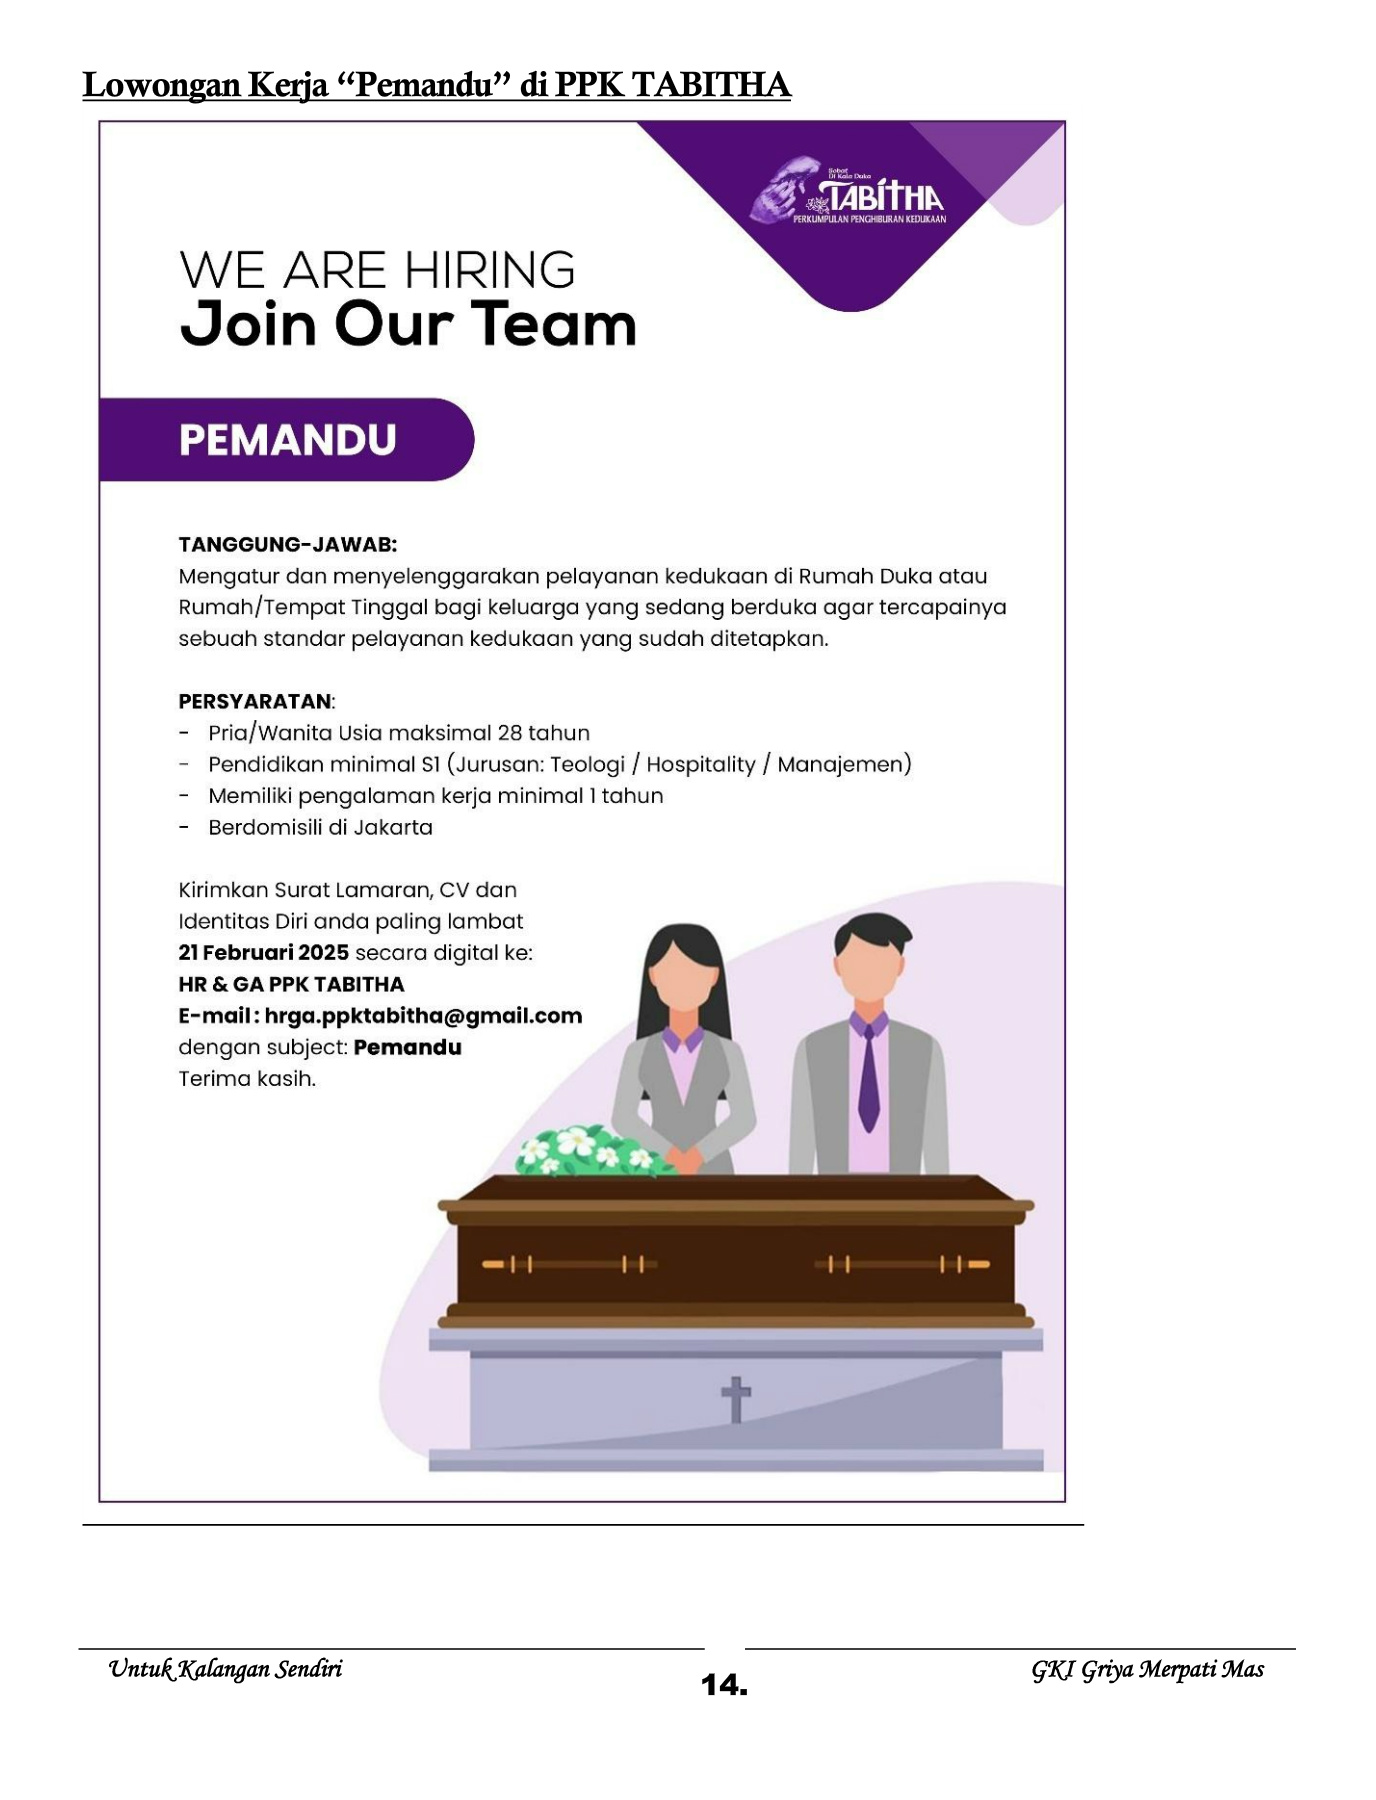 Lowongan Kerja “Pemandu” di PPK TABITHA
Sobat
Di Kala Duka
TABITHA
PERKUMPULAN PENGHIBURAN KEDUKAAN
WE ARE HIRING
Join Our Team
PEMANDU
TANGGUNG-JAWAB:
Mengatur dan menyelenggarakan pelayanan kedukaan di Rumah Duka atau
Rumah/Tempat Tinggal bagi keluarga yang sedang berduka agar tercapainya
sebuah standar pelayanan kedukaan yang sudah ditetapkan.
PERSYARATAN:
- Pria/Wanita Usia maksimal 28 tahun
- Pendidikan minimal S1 (Jurusan: Teologi / Hospitality / Manajemen)
- Memiliki pengalaman kerja minimal 1 tahun
- Berdomisili di Jakarta
Kirimkan Surat Lamaran, CV dan
Identitas Diri anda paling lambat
21 Februari 2025 secara digital ke:
HR & GA PPK TABITHA
E-mail : hrga.ppktabitha@gmail.com
dengan subject: Pemandu
Terima kasih.
Untuk Kalangan Sendiri
14.
GKI Griya Merpati Mas